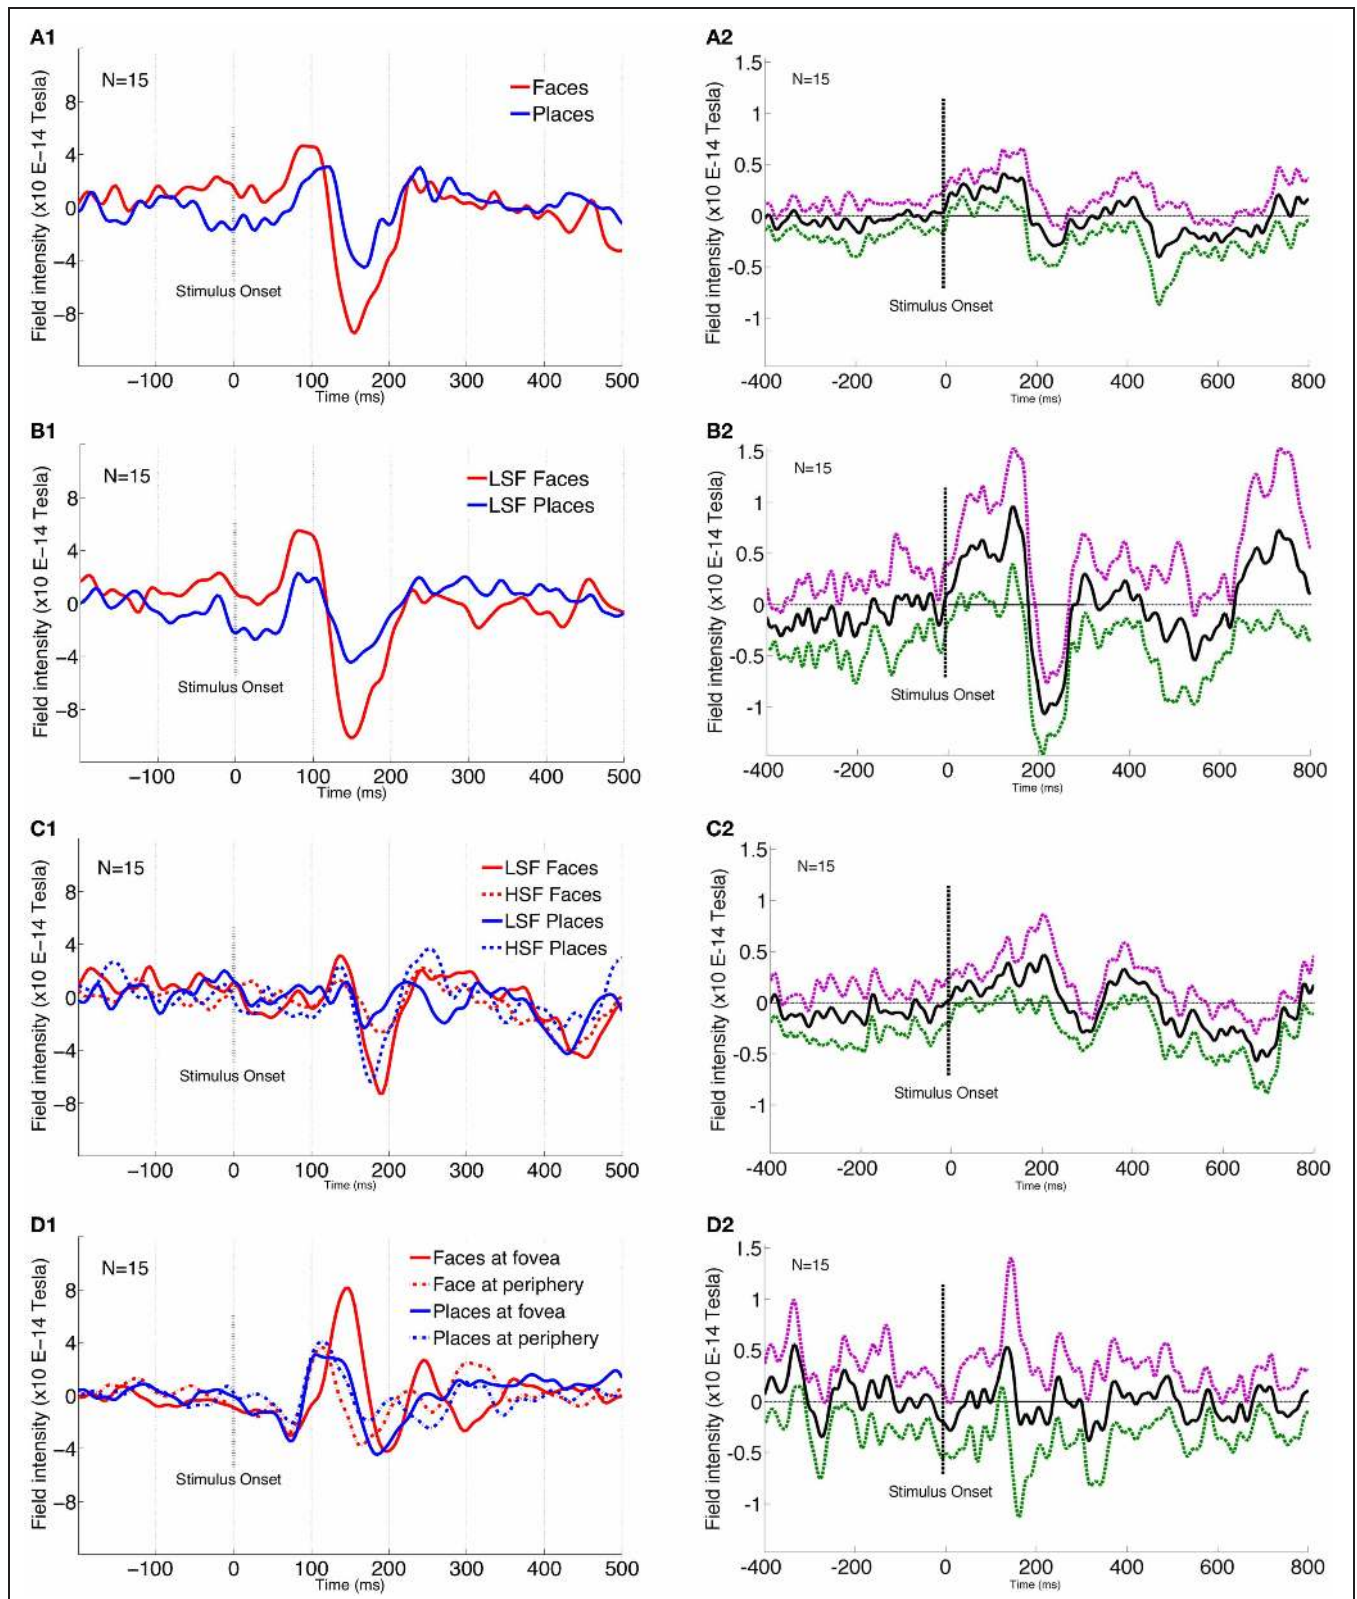 A1
N=15
Faces
Places
Field intensity (x10 E−14 Tesla)
8
4
0
−4
−8
Stimulus Onset
−100 0 100 200 300 400 500
Time (ms)
A2
N=15
Field intensity (x10 E-14 Tesla)
1.5
1
0.5
0
-0.5
-1
Stimulus Onset
-400 -200 0 200 400 600 800
Time (ms)
B1
N=15
LSF Faces
LSF Places
Field intensity (x10 E−14 Tesla)
8
4
0
−4
−8
Stimulus Onset
−100 0 100 200 300 400 500
Time (ms)
B2
N=15
Field intensity (x10 E-14 Tesla)
1.5
1
0.5
0
-0.5
-1
Stimulus Onset
-400 -200 0 200 400 600 800
Time (ms)
C1
N=15
LSF Faces
HSF Faces
LSF Places
HSF Places
Field intensity (x10 E−14 Tesla)
8
4
0
−4
−8
Stimulus Onset
−100 0 100 200 300 400 500
Time (ms)
C2
N=15
Field intensity (x10 E-14 Tesla)
1.5
1
0.5
0
-0.5
-1
Stimulus Onset
-400 -200 0 200 400 600 800
Time (ms)
D1
N=15
Faces at fovea
Face at periphery
Places at fovea
Places at periphery
Field intensity (x10 E−14 Tesla)
8
4
0
−4
−8
Stimulus Onset
−100 0 100 200 300 400 500
Time (ms)
D2
N=15
Field intensity (x10 E-14 Tesla)
1.5
1
0.5
0
-0.5
-1
Stimulus Onset
-400 -200 0 200 400 600 800
Time (ms)